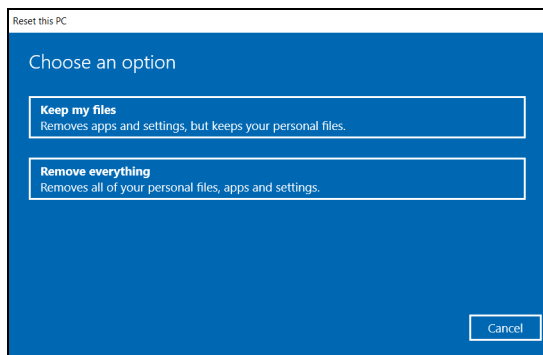 Reset this PC
Choose an option
Keep my files
Removes apps and settings, but keeps your personal files.
Remove everything
Removes all of your personal files, apps and settings.
Cancel